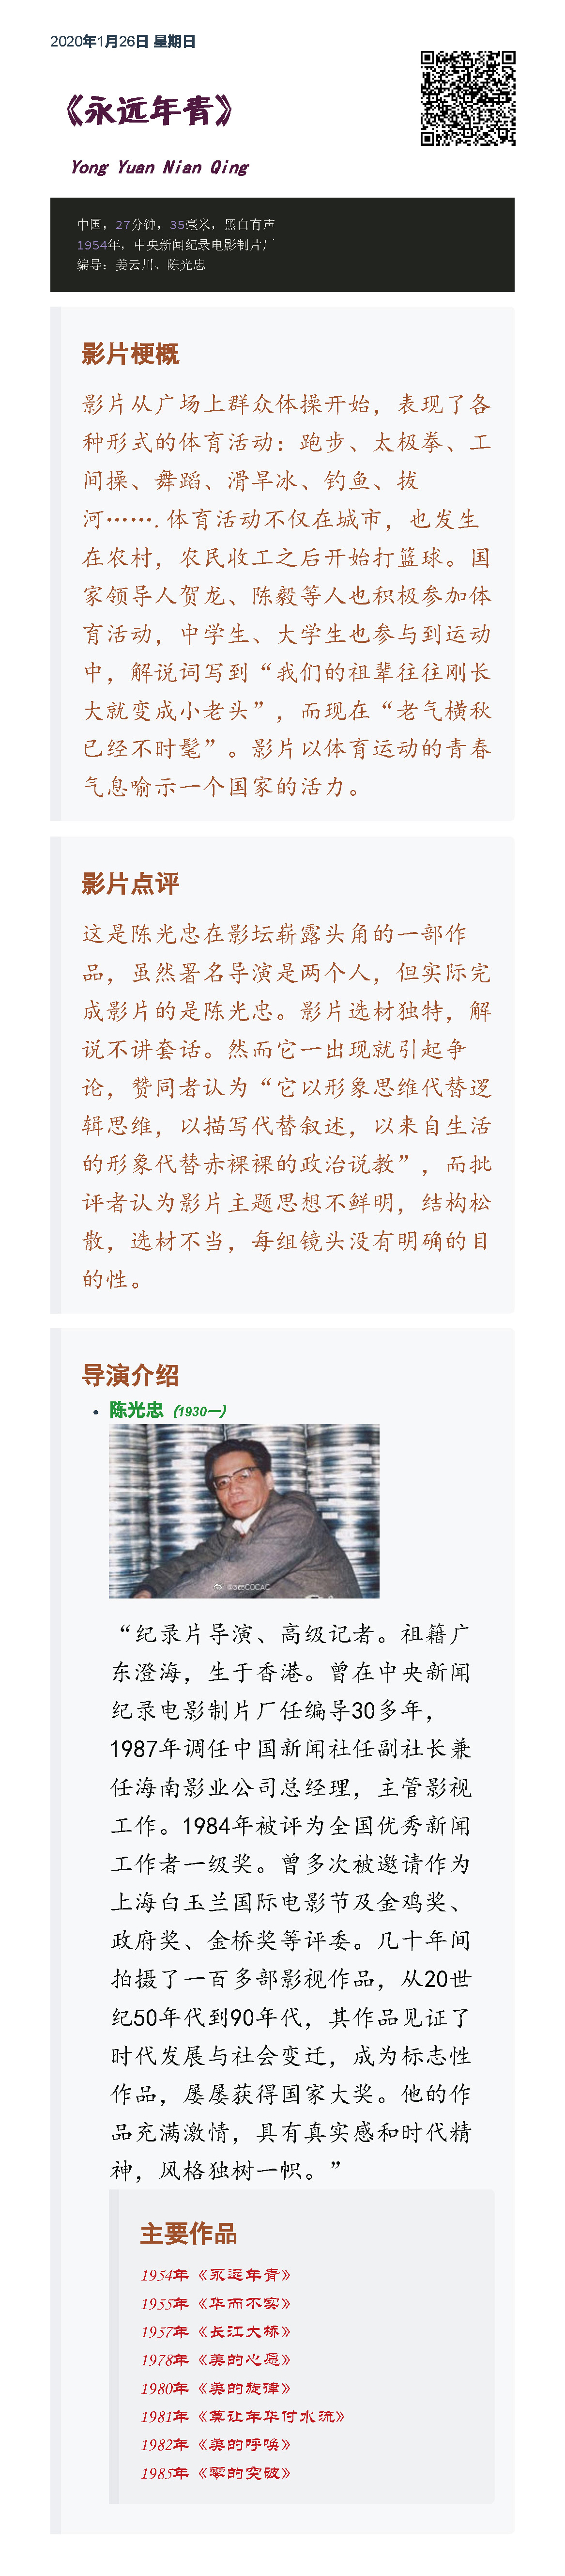 2020年1月26日 星期日
《永远年青》
Yong Yuan Nian Qing
中国，27分钟，35毫米，黑白有声
1954年，中央新闻纪录电影制片厂
编导：姜云川、陈光忠
影片梗概
影片从广场上群众体操开始，表现了各
种形式的体育活动：跑步、太极拳、工
间操、舞蹈、滑旱冰、钓鱼、拔
河…….体育活动不仅在城市，也发生
在农村，农民收工之后开始打篮球。国
家领导人贺龙、陈毅等人也积极参加体
育活动，中学生、大学生也参与到运动
中，解说词写到“我们的祖辈往往刚长
大就变成小老头”，而现在“老气横秋
已经不时髦”。影片以体育运动的青春
气息喻示一个国家的活力。
影片点评
这是陈光忠在影坛崭露头角的一部作
品，虽然署名导演是两个人，但实际完
成影片的是陈光忠。影片选材独特，解
说不讲套话。然而它一出现就引起争
论，赞同者认为“它以形象思维代替逻
辑思维，以描写代替叙述，以来自生活
的形象代替赤裸裸的政治说教”，而批
评者认为影片主题思想不鲜明，结构松
散，选材不当，每组镜头没有明确的目
的性。
导演介绍
陈光忠 (1930一)
@365COCAC
“纪录片导演、高级记者。祖籍广
东澄海，生于香港。曾在中央新闻
纪录电影制片厂任编导30多年，
1987年调任中国新闻社任副社长兼
任海南影业公司总经理，主管影视
工作。1984年被评为全国优秀新闻
工作者一级奖。曾多次被邀请作为
上海白玉兰国际电影节及金鸡奖、
政府奖、金桥奖等评委。几十年间
拍摄了一百多部影视作品，从20世
纪50年代到90年代，其作品见证了
时代发展与社会变迁，成为标志性
作品，屡屡获得国家大奖。他的作
品充满激情，具有真实感和时代精
神，风格独树一帜。”
主要作品
1954年《永远年青》
1955年《华而不实》
1957年《长江大桥》
1978年《美的心愿》
1980年《美的旋律》
1981年《莫让年华付水流》
1982年《美的呼唤》
1985年《零的突破》